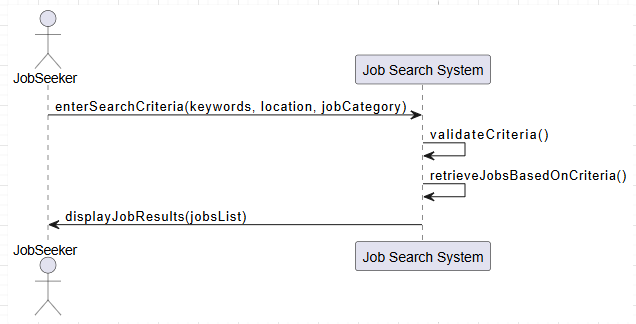 JobSeeker
Job Search System
enterSearchCriteria(keywords, location, jobCategory)
validateCriteria()
retrieveJobsBasedOnCriteria()
displayJobResults(jobsList)
JobSeeker
Job Search System